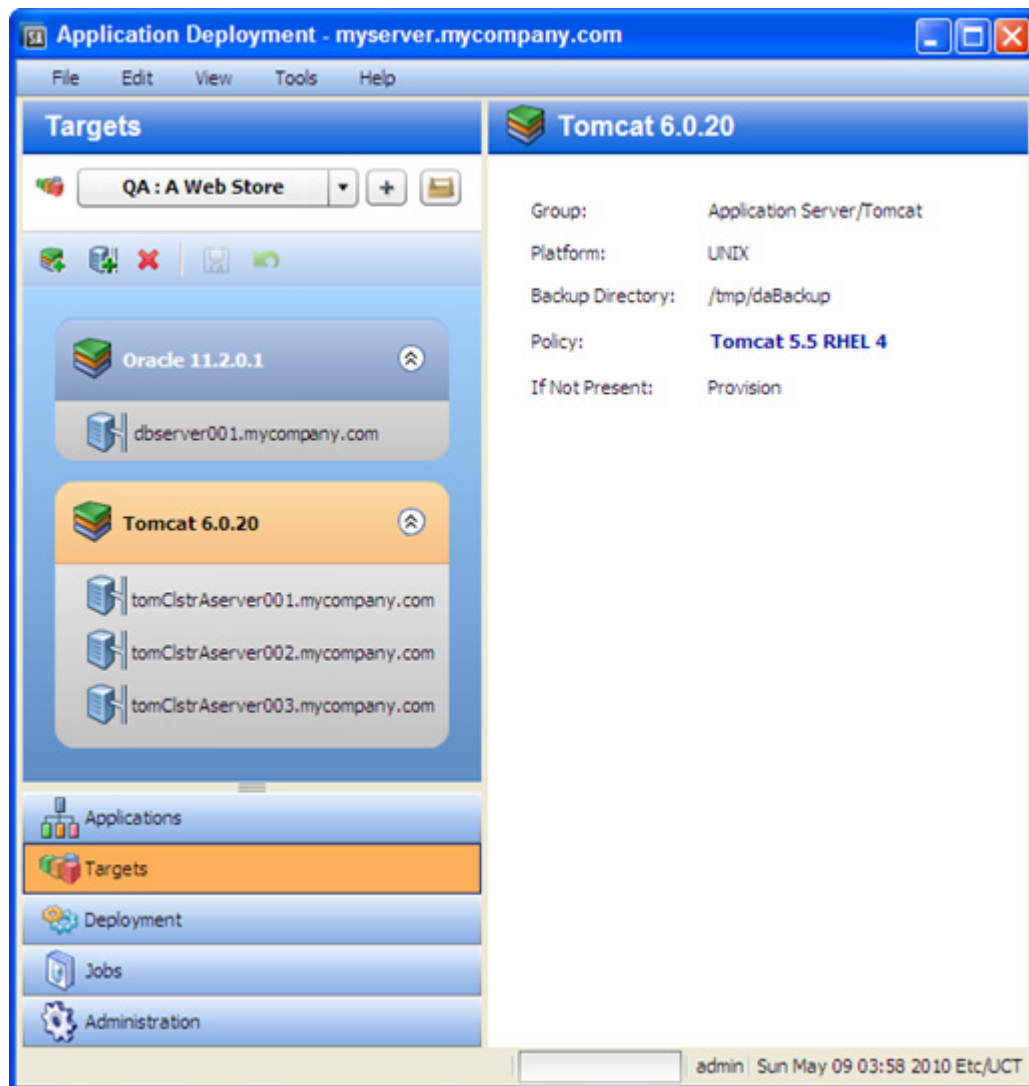 SA Application Deployment - myserver.mycompany.com
File Edit View Tools Help
Targets
QA : A Web Store
Oracle 11.2.0.1
dbserver001.mycompany.com
Tomcat 6.0.20
tomClstrAserver001.mycompany.com
tomClstrAserver002.mycompany.com
tomClstrAserver003.mycompany.com
Applications
Targets
Deployment
Jobs
Administration
Tomcat 6.0.20
Group: Application Server/Tomcat
Platform: UNIX
Backup Directory: /tmp/daBackup
Policy: Tomcat 5.5 RHEL 4
If Not Present: Provision
admin Sun May 09 03:58 2010 Etc/UCT